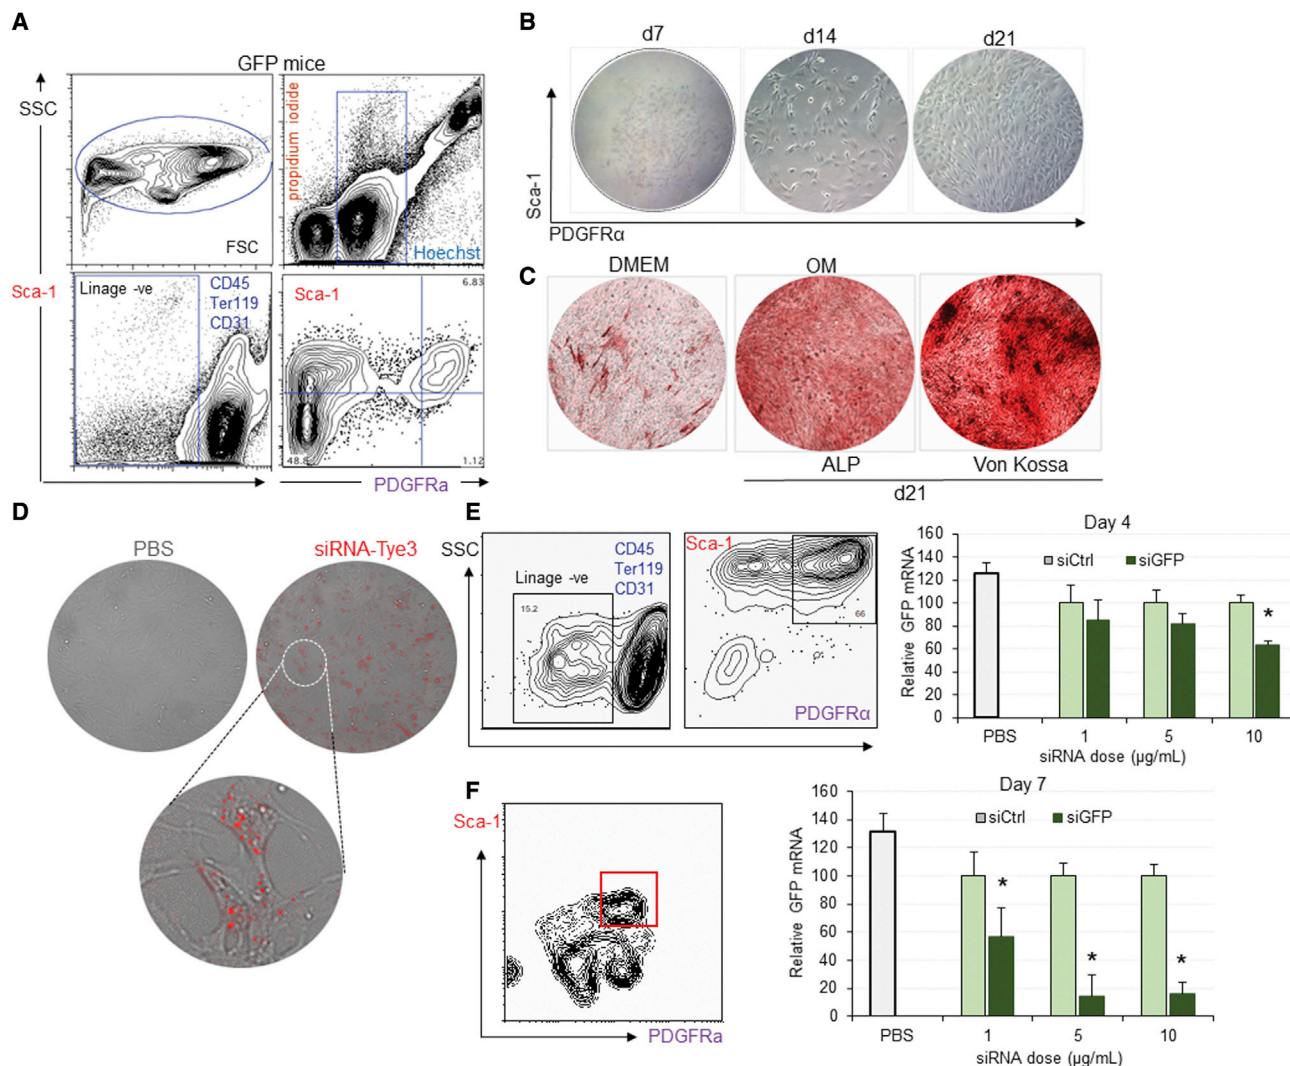 A
GFP mice
SSC
propidium iodide
FSC
Hoechst
Sca-1
Linage -ve
CD45
Ter119
CD31
Sca-1
6.83
1.12
PDGFRa
B
d7
d14
d21
Sca-1
PDGFRα
C
DMEM
OM
ALP
Von Kossa
d21
D
PBS
siRNA-Tye3
E
SSC
Linage -ve
CD45
Ter119
CD31
15.2
Sca-1
66
PDGFRα
Day 4
siCtrl
siGFP
Relative GFP mRNA
160
140
120
100
80
60
40
20
0
*
PBS
1
5
10
siRNA dose (µg/mL)
F
Sca-1
PDGFRa
Day 7
siCtrl
siGFP
Relative GFP mRNA
160
140
120
100
80
60
40
20
0
*
*
*
PBS
1
5
10
siRNA dose (µg/mL)